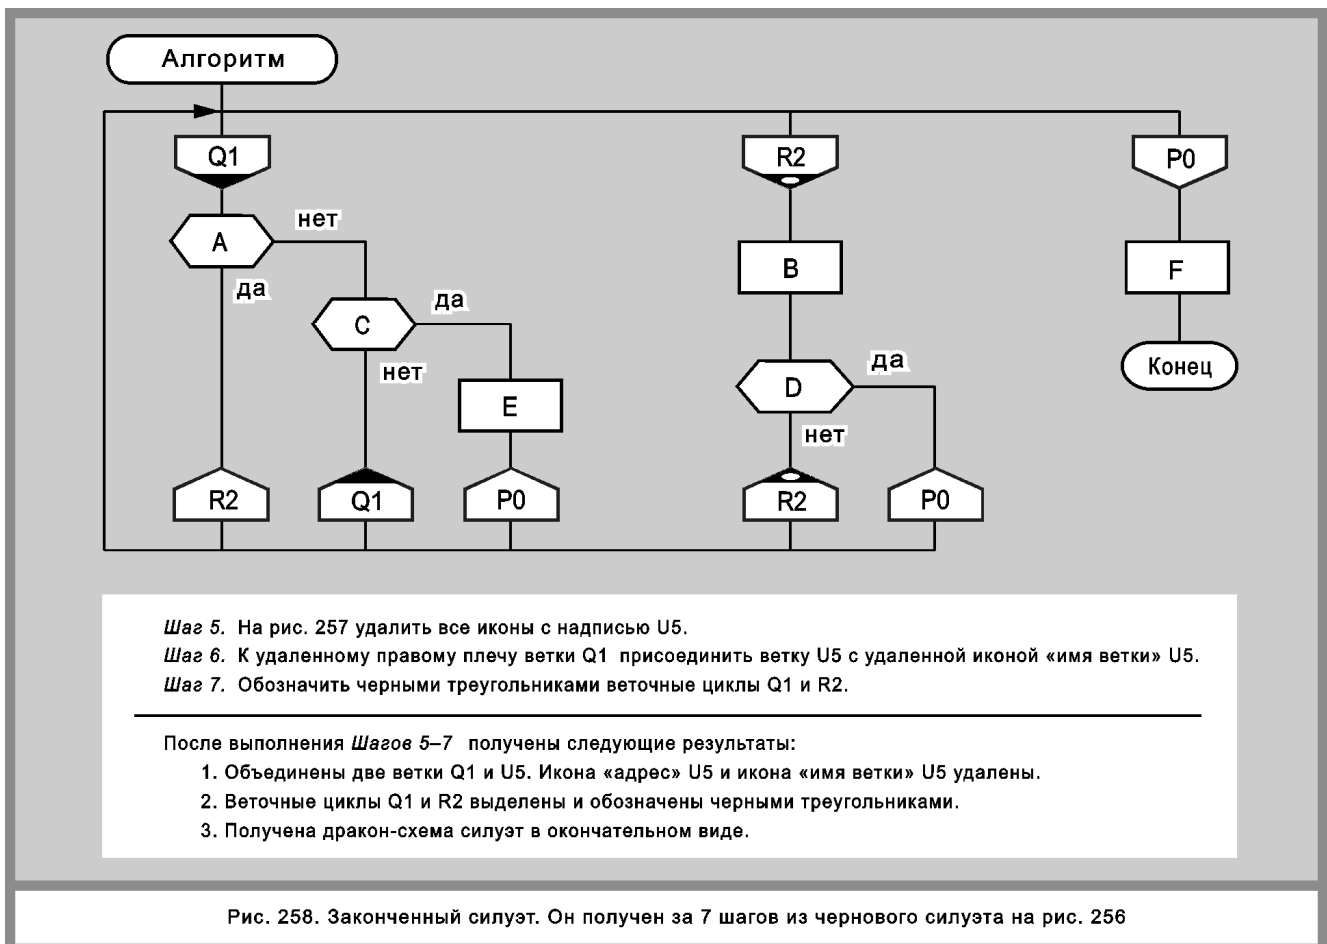 Алгоритм
Q1
R2
P0
A
нет
да
C
да
нет
E
R2
Q1
P0
B
D
да
нет
R2
P0
F
Конец
Шаг 5. На рис. 257 удалить все иконы с надписью U5.
Шаг 6. К удаленному правому плечу ветки Q1 присоединить ветку U5 с удаленной иконой «имя ветки» U5.
Шаг 7. Обозначить черными треугольниками веточные циклы Q1 и R2.
После выполнения Шагов 5–7 получены следующие результаты:
1. Объединены две ветки Q1 и U5. Икона «адрес» U5 и икона «имя ветки» U5 удалены.
2. Веточные циклы Q1 и R2 выделены и обозначены черными треугольниками.
3. Получена дракон-схема силуэт в окончательном виде.
Рис. 258. Законченный силуэт. Он получен за 7 шагов из чернового силуэта на рис. 256